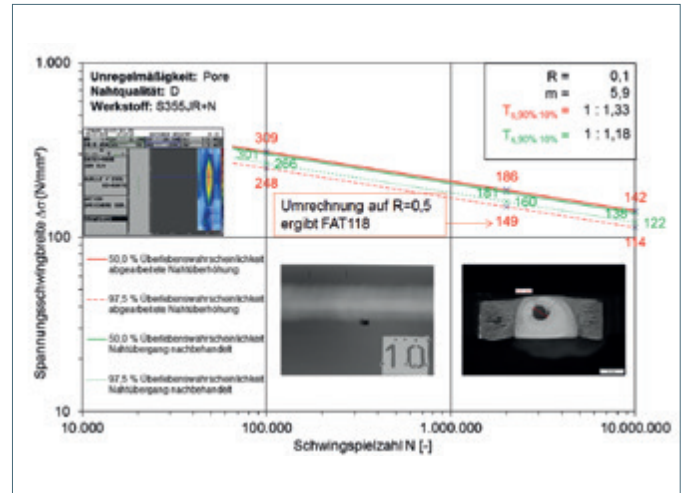 Spannungsschwingbreite Δσ (N/mm²)
1.000
100
10
Unregelmäßigkeit: Pore
Nahtqualität: D
Werkstoff: S355JR+N
R = 0,1
m = 5,9
Ts,90%:10% = 1 : 1,33
Ts,90%:10% = 1 : 1,18
309
301
266
248
186
181
160
149
142
138
122
114
Umrechnung auf R=0,5
ergibt FAT118
50,0 % Überlebenswahrscheinlichkeit
abgearbeitete Nahtüberhöhung
97,5 % Überlebenswahrscheinlichkeit
abgearbeitete Nahtüberhöhung
50,0 % Überlebenswahrscheinlichkeit
Nahtübergang nachbehandelt
97,5 % Überlebenswahrscheinlichkeit
Nahtübergang nachbehandelt
10
10.000
100.000
1.000.000
10.000.000
Schwingspielzahl N [-]